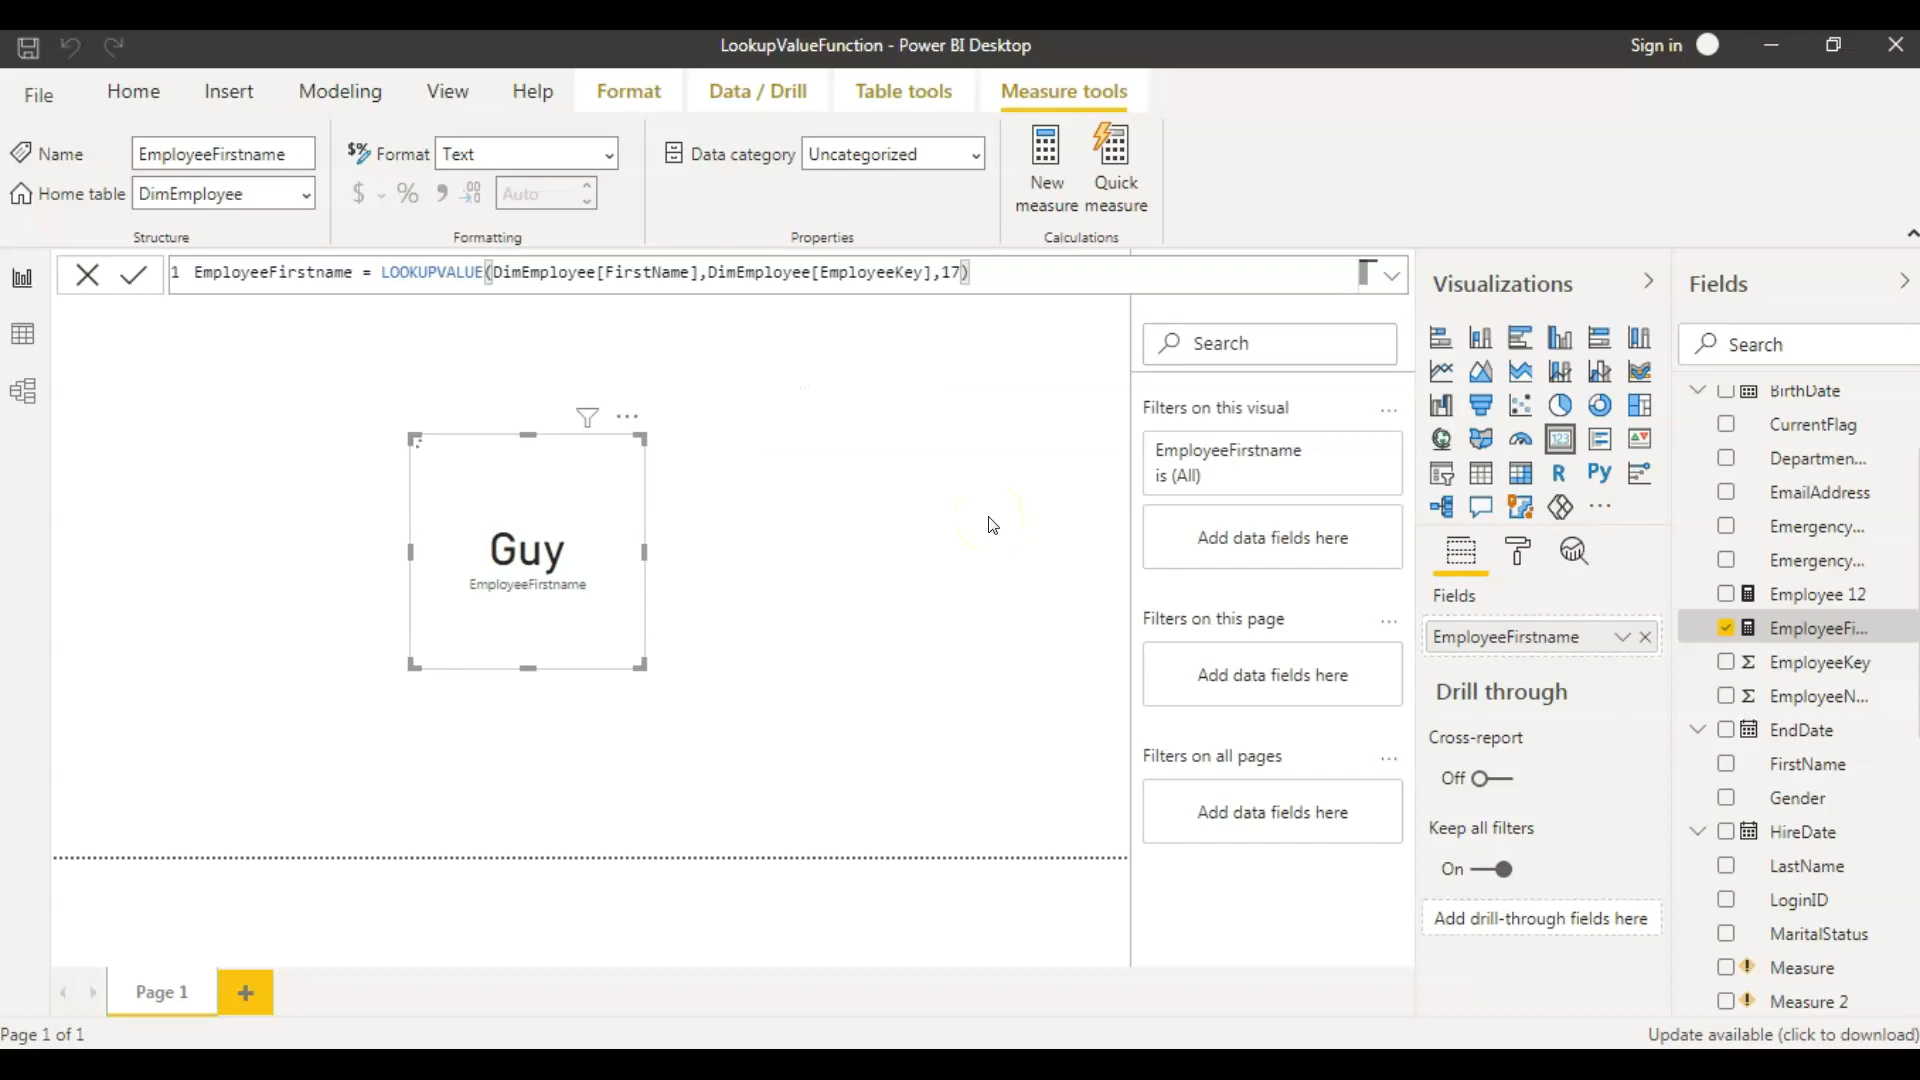 LookupValueFunction - Power BI Desktop
Sign in
File
Home
Insert
Modeling
View
Help
Format
Data / Drill
Table tools
Measure tools
Name
EmployeeFirstname
Home table
DimEmployee
Structure
$% Format
Text
$ % 9 .00
Auto
Formatting
Data category
Uncategorized
Properties
New measure
Quick measure
Calculations
1 EmployeeFirstname = LOOKUPVALUE(DimEmployee[FirstName],DimEmployee[EmployeeKey],17)
Guy
EmployeeFirstname
Search
Filters on this visual
EmployeeFirstname
is (All)
Add data fields here
Filters on this page
Add data fields here
Filters on all pages
Add data fields here
Visualizations
123
R
Py
Fields
EmployeeFirstname
Drill through
Cross-report
Off
Keep all filters
On
Add drill-through fields here
Fields
Search
BirthDate
CurrentFlag
Departmen...
EmailAddress
Emergency...
Emergency...
Employee 12
EmployeeFi...
Σ EmployeeKey
Σ EmployeeN...
EndDate
FirstName
Gender
HireDate
LastName
LoginID
MaritalStatus
Measure
Measure 2
Page 1
Page 1 of 1
Update available (click to download)